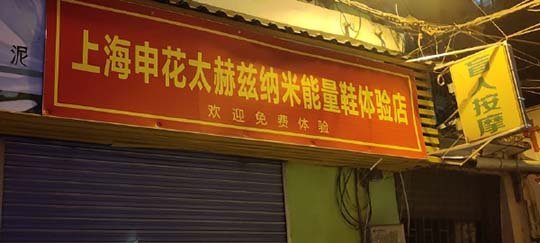 泥
上海申花太赫兹纳米能量鞋体验店
欢迎免费体验
盲人按摩